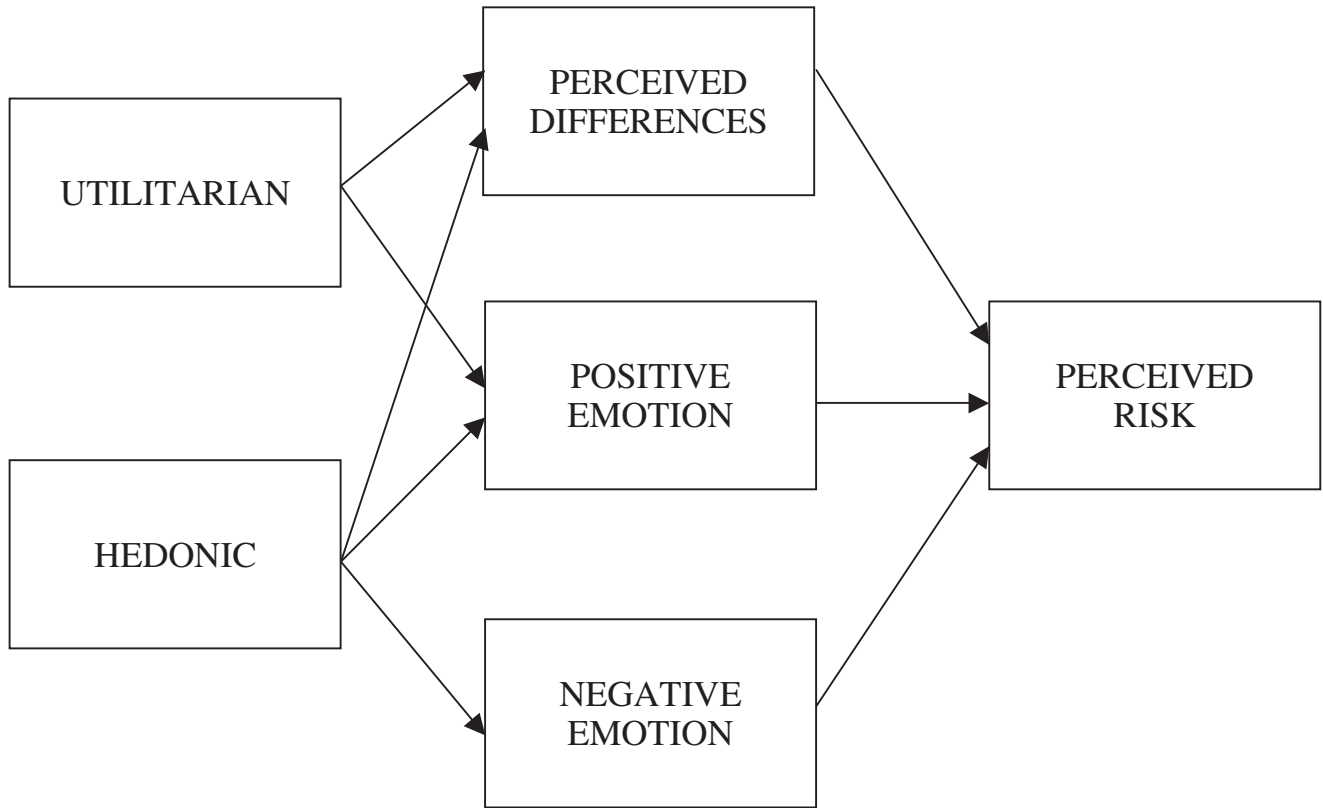 PERCEIVED
DIFFERENCES
UTILITARIAN
POSITIVE
EMOTION
PERCEIVED
RISK
HEDONIC
NEGATIVE
EMOTION